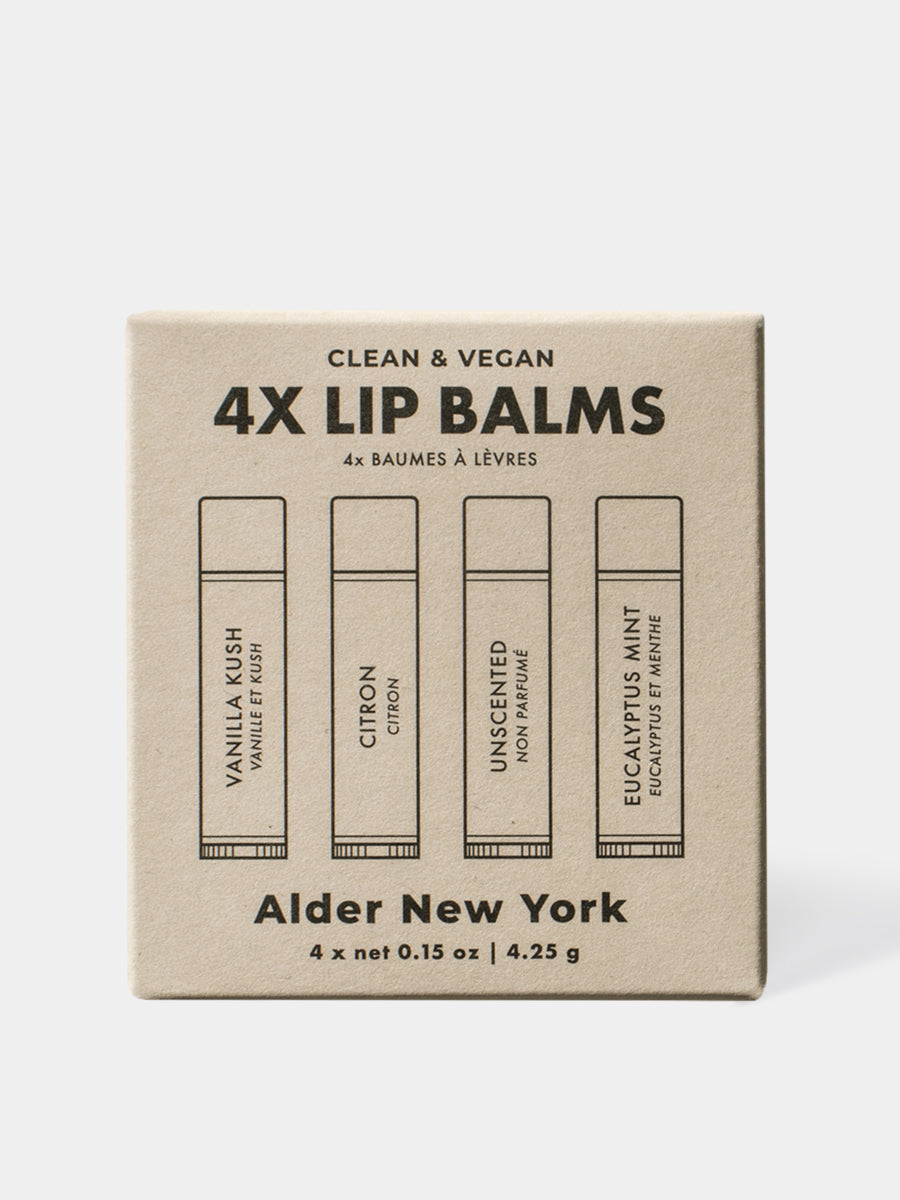 CLEAN & VEGAN
4X LIP BALMS
4x BAUMES À LÈVRES
VANILLA KUSH
VANILLE ET KUSH
CITRON
CITRON
UNSCENTED
NON PARFUMÉ
EUCALYPTUS MINT
EUCALYPTUS ET MENTHE
Alder New York
4 x net 0.15 oz | 4.25 g